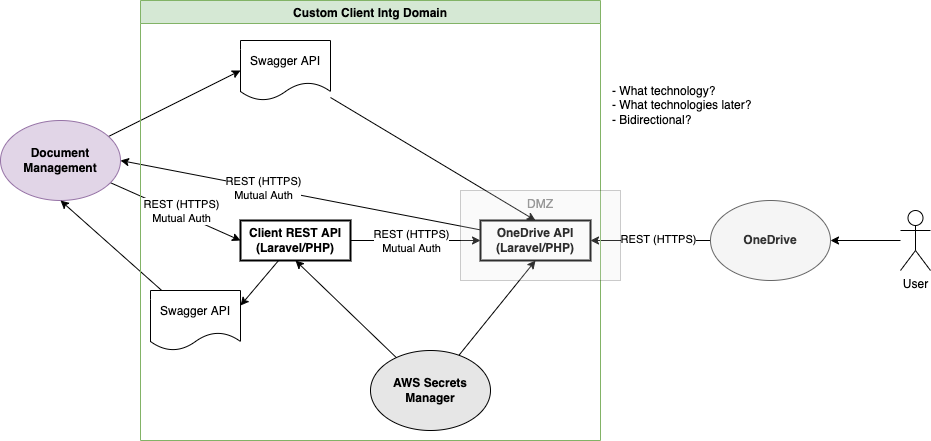 Custom Client Intg Domain
Swagger API
- What technology?
- What technologies later?
- Bidirectional?
Document
Management
REST (HTTPS)
Mutual Auth
REST (HTTPS)
Mutual Auth
DMZ
Client REST API
(Laravel/PHP)
REST (HTTPS)
Mutual Auth
OneDrive API
(Laravel/PHP)
REST (HTTPS)
OneDrive
User
Swagger API
AWS Secrets
Manager